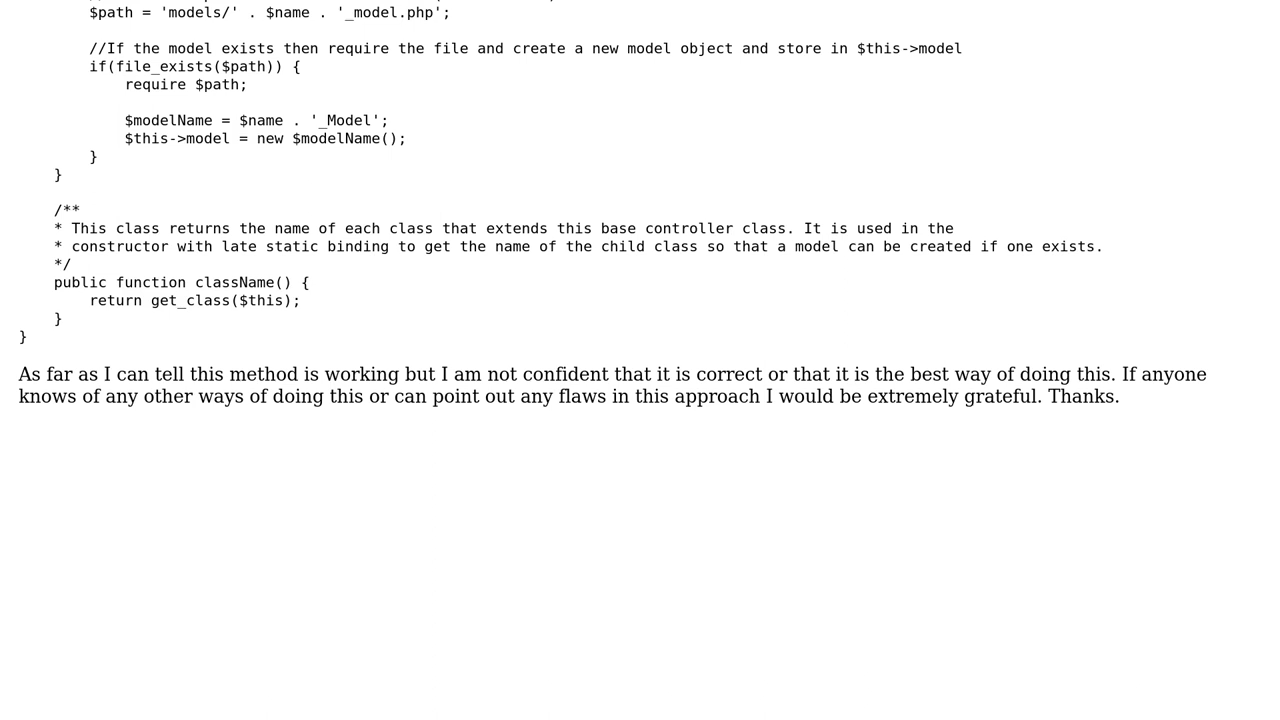 $path = 'models/' . $name . '_model.php';
//If the model exists then require the file and create a new model object and store in $this->model
if(file_exists($path)) {
require $path;
$modelName = $name . '_Model';
$this->model = new $modelName();
}
}
/**
* This class returns the name of each class that extends this base controller class. It is used in the
* constructor with late static binding to get the name of the child class so that a model can be created if one exists.
*/
public function className() {
return get_class($this);
}
}
As far as I can tell this method is working but I am not confident that it is correct or that it is the best way of doing this. If anyone
knows of any other ways of doing this or can point out any flaws in this approach I would be extremely grateful. Thanks.